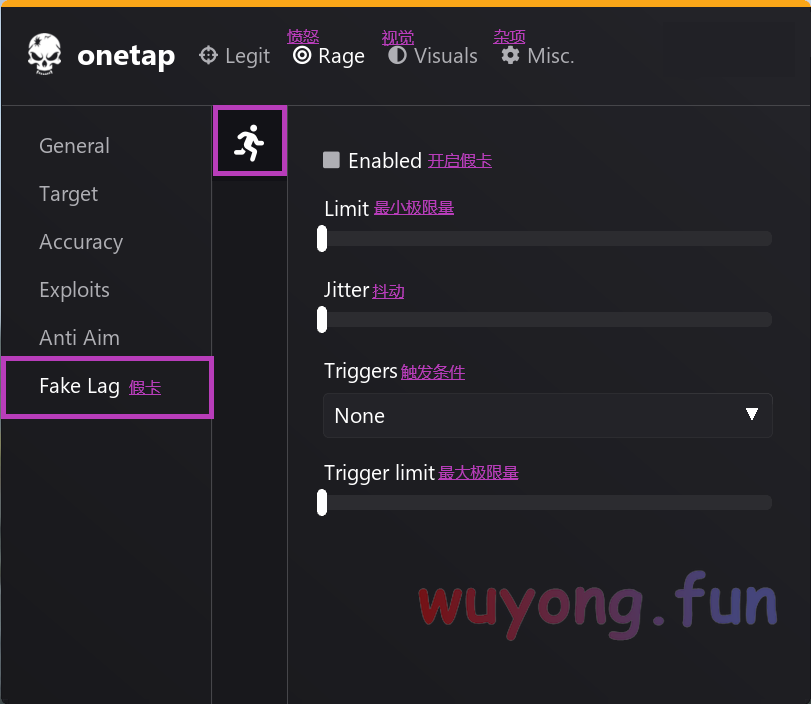 愤怒 视觉 杂项
onetap Legit Rage Visuals Misc.
General
Target
Accuracy
Exploits
Anti Aim
Fake Lag 假卡
Enabled 开启假卡
Limit 最小极限量
Jitter 抖动
Triggers 触发条件
None
Trigger limit 最大极限量
wuyong.fun